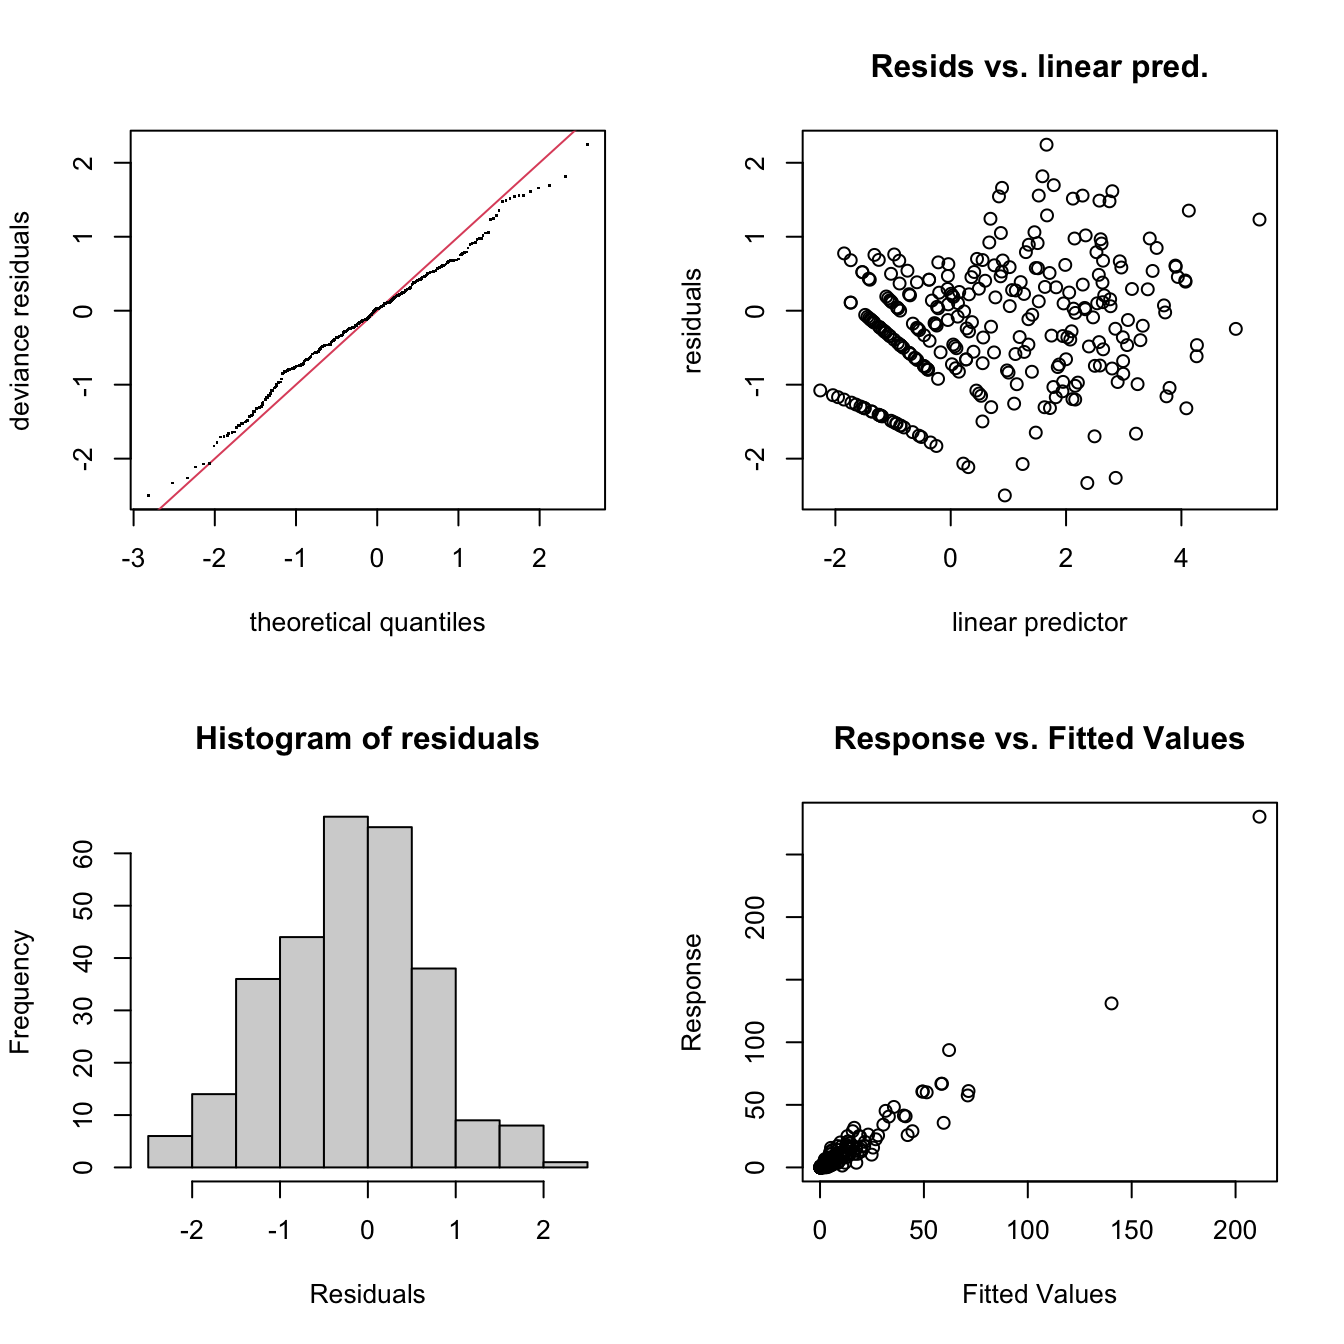 deviance residuals
2
1
0
-1
-2
-3 -2 -1 0 1 2
theoretical quantiles
Resids vs. linear pred.
residuals
2
1
0
-1
-2
-2 0 2 4
linear predictor
Histogram of residuals
Frequency
60
50
40
30
20
10
0
-2 -1 0 1 2
Residuals
Response vs. Fitted Values
Response
200
100
50
0
0 50 100 150 200
Fitted Values